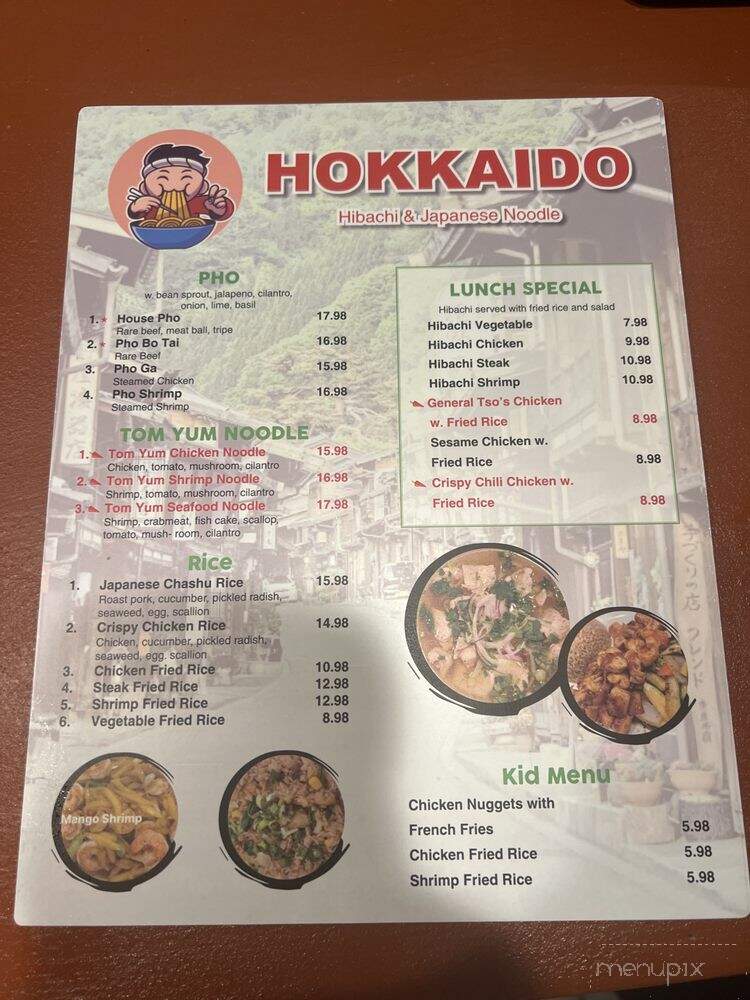 HOKKAIDO
Hibachi & Japanese Noodle
PHO
w. bean sprout, jalapeno, cilantro,
onion, lime, basil
1. House Pho 17.98
Rare beef, meat ball, tripe
2. Pho Bo Tai 16.98
Rare Beef
3. Pho Ga 15.98
Steamed Chicken
4. Pho Shrimp 16.98
Steamed Shrimp
TOM YUM NOODLE
1. Tom Yum Chicken Noodle 15.98
Chicken, tomato, mushroom, cilantro
2. Tom Yum Shrimp Noodle 16.98
Shrimp, tomato, mushroom, cilantro
3. Tom Yum Seafood Noodle 17.98
Shrimp, crabmeat, fish cake, scallop,
tomato, mush- room, cilantro
Rice
1. Japanese Chashu Rice 15.98
Roast pork, cucumber, pickled radish,
seaweed, egg, scallion
2. Crispy Chicken Rice 14.98
Chicken, cucumber, pickled radish,
seaweed, egg. scallion
3. Chicken Fried Rice 10.98
4. Steak Fried Rice 12.98
5. Shrimp Fried Rice 12.98
6. Vegetable Fried Rice 8.98
Mango Shrimp
LUNCH SPECIAL
Hibachi served with fried rice and salad
Hibachi Vegetable 7.98
Hibachi Chicken 9.98
Hibachi Steak 10.98
Hibachi Shrimp 10.98
General Tso's Chicken
w. Fried Rice 8.98
Sesame Chicken w.
Fried Rice 8.98
Crispy Chili Chicken w.
Fried Rice 8.98
手づくりの店
Kid Menu
Chicken Nuggets with
French Fries 5.98
Chicken Fried Rice 5.98
Shrimp Fried Rice 5.98
menupix